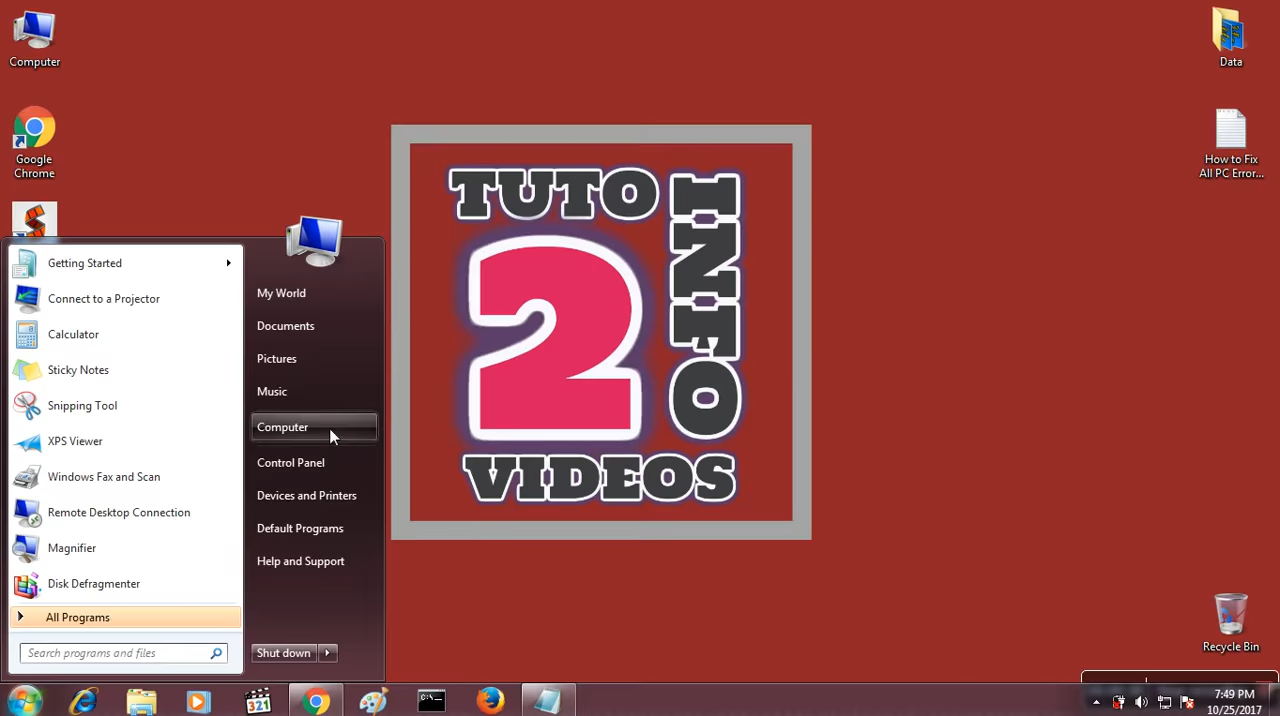 Computer
Google
Chrome
Data
How to Fix
All PC Error...
Recycle Bin
TUTO
INFO
2
VIDEOS
Getting Started
Connect to a Projector
Calculator
Sticky Notes
Snipping Tool
XPS Viewer
Windows Fax and Scan
Remote Desktop Connection
Magnifier
Disk Defragmenter
All Programs
Search programs and files
My World
Documents
Pictures
Music
Computer
Control Panel
Devices and Printers
Default Programs
Help and Support
Shut down
321
C:\_
7:49 PM
10/25/2017